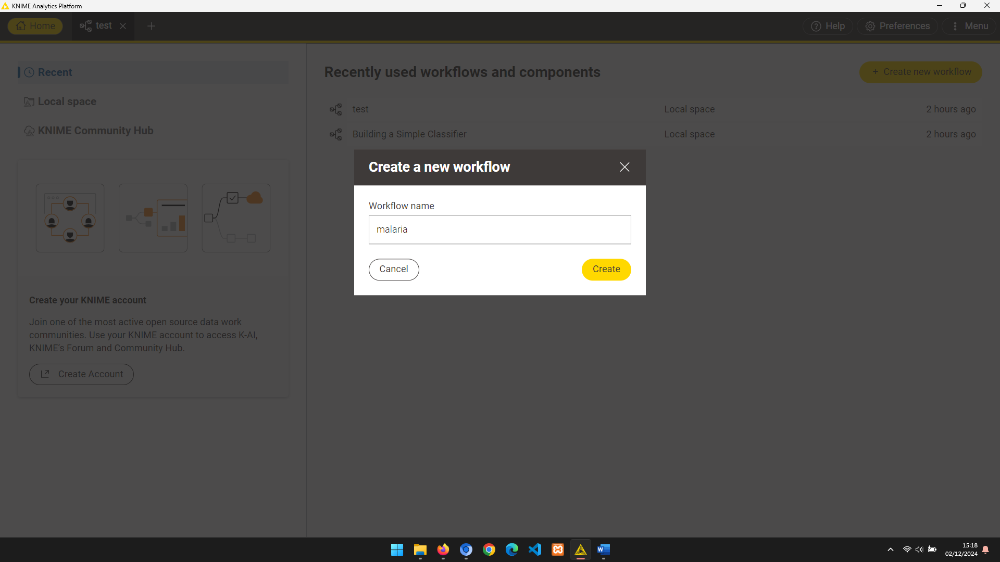 KNIME Analytics Platform
Home
test
Help
Preferences
Menu
Recent
Local space
KNIME Community Hub
Create your KNIME account
Join one of the most active open source data work
communities. Use your KNIME account to access K-AI,
KNIME's Forum and Community Hub.
Create Account
Recently used workflows and components
+ Create new workflow
test Local space 2 hours ago
Building a Simple Classifier Local space 2 hours ago
Create a new workflow
Workflow name
malaria
Cancel
Create
15:18
02/12/2024